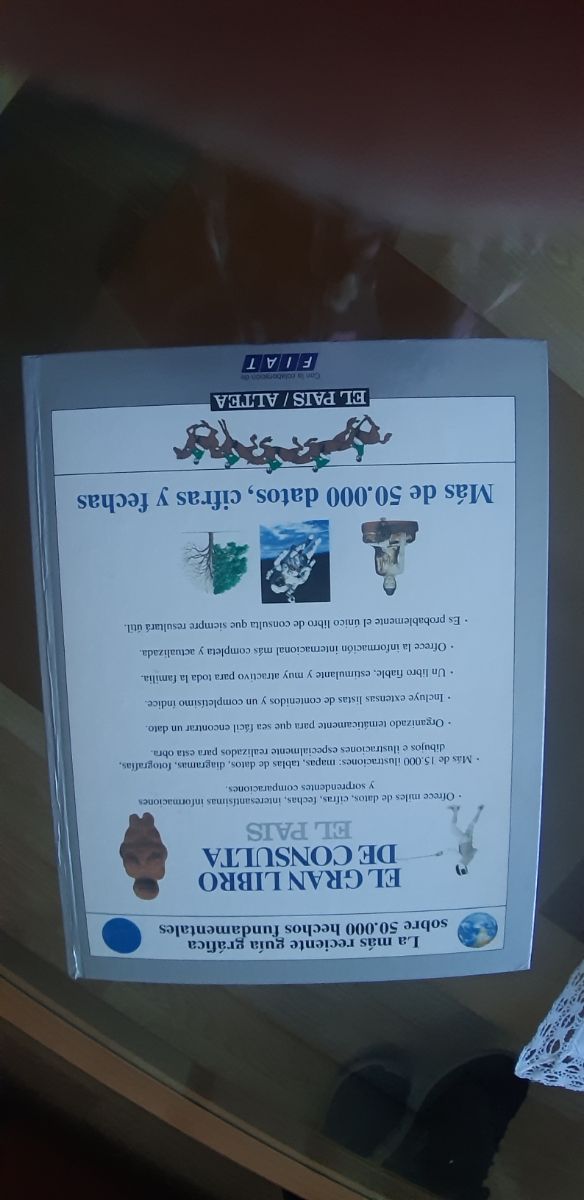 La más reciente guía gráfica
sobre 50.000 hechos fundamentales
EL GRAN LIBRO
DE CONSULTA
EL PAIS
· Ofrece miles de datos, cifras, fechas, interesantísimas informaciones
y sorprendentes comparaciones.
· Más de 15.000 ilustraciones: mapas, tablas de datos, diagramas, fotografías,
dibujos e ilustraciones especialmente realizados para esta obra.
· Organizado temáticamente para que sea fácil encontrar un dato.
· Incluye extensas listas de contenidos y un completísimo índice.
· Un libro fiable, estimulante y muy atractivo para toda la familia.
· Ofrece la información internacional más completa y actualizada.
· Es probablemente el único libro de consulta que siempre resultará útil.
Más de 50.000 datos, cifras y fechas
EL PAIS / ALTEA
Con la colaboración de
FIAT